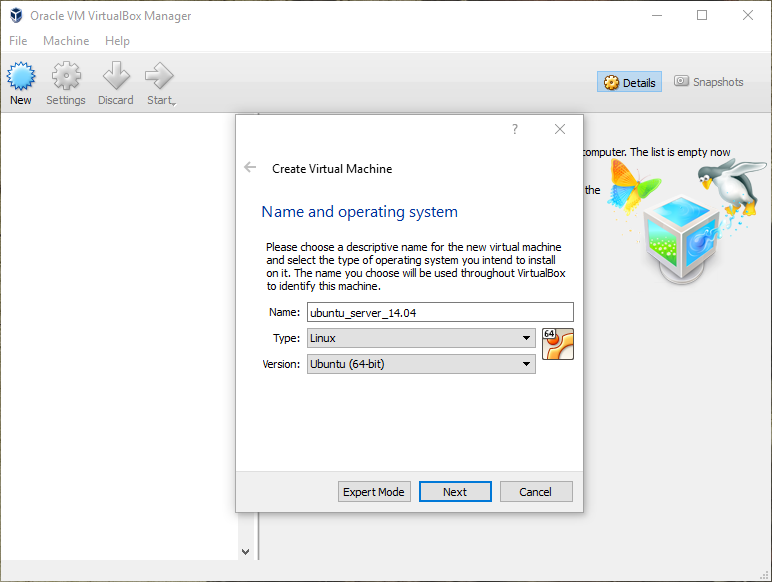 Oracle VM VirtualBox Manager
File Machine Help
New Settings Discard Start
Details Snapshots
computer. The list is empty now
the
?
Create Virtual Machine
Name and operating system
Please choose a descriptive name for the new virtual machine
and select the type of operating system you intend to install
on it. The name you choose will be used throughout VirtualBox
to identify this machine.
Name: ubuntu_server_14.04
Type: Linux
64
Version: Ubuntu (64-bit)
Expert Mode Next Cancel